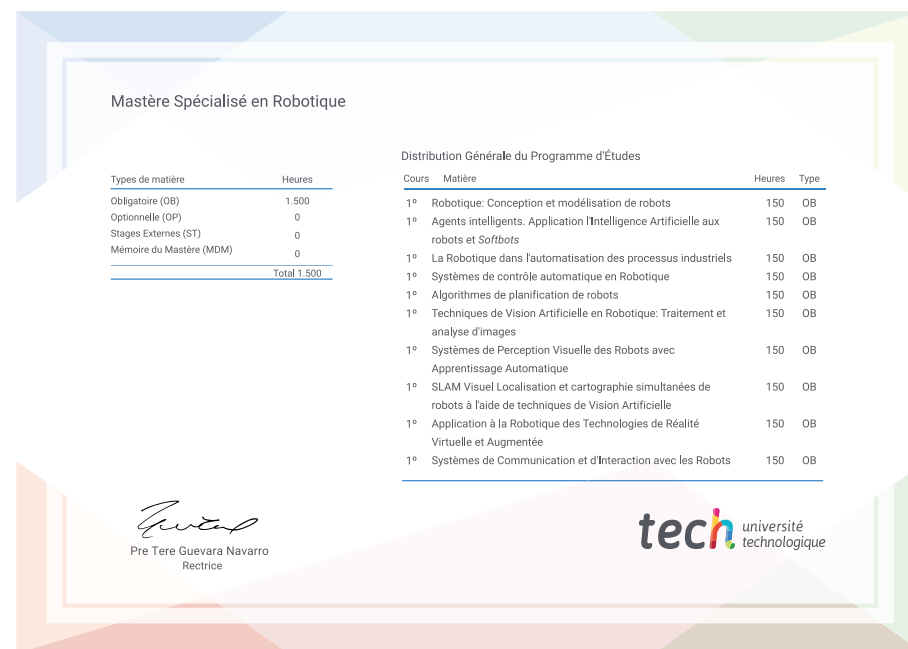 Mastère Spécialisé en Robotique
Types de matière Heures
Obligatoire (OB) 1.500
Optionnelle (OP) 0
Stages Externes (ST) 0
Mémoire du Mastère (MDM) 0
Total 1.500
Distribution Générale du Programme d'Études
Cours Matière Heures Type
1º Robotique: Conception et modélisation de robots 150 OB
1º Agents intelligents. Application l'Intelligence Artificielle aux 150 OB
robots et Softbots
1º La Robotique dans l'automatisation des processus industriels 150 OB
1º Systèmes de contrôle automatique en Robotique 150 OB
1º Algorithmes de planification de robots 150 OB
1º Techniques de Vision Artificielle en Robotique: Traitement et 150 OB
analyse d'images
1º Systèmes de Perception Visuelle des Robots avec 150 OB
Apprentissage Automatique
1º SLAM Visuel Localisation et cartographie simultanées de 150 OB
robots à l'aide de techniques de Vision Artificielle
1º Application à la Robotique des Technologies de Réalité 150 OB
Virtuelle et Augmentée
1º Systèmes de Communication et d'Interaction avec les Robots 150 OB
Pre Tere Guevara Navarro
Rectrice
tech université
technologique